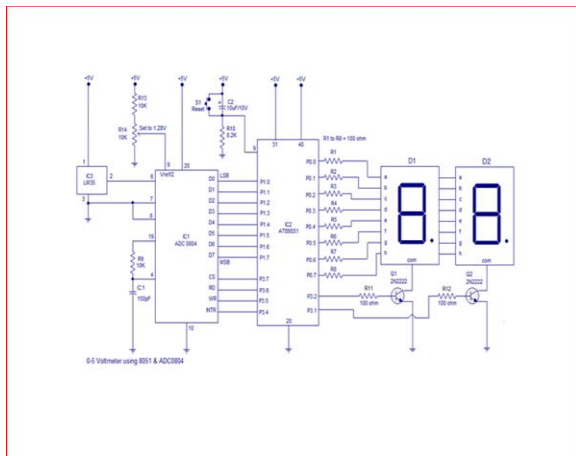 +5V +5V +5V +5V +5V +5V
R13
10K
R14
10K
Set to 1.28V
S1
Reset
+
C2
10uF/10V
R10
8.2K
9
31 40
R1 to R8 = 100 ohm
1
IC3
LM35
2
3
9 20
Vref/2
6
7
8
19
4
R9
10K
C1
150pF
IC1
ADC 0804
10
D0 LSB P1.0
D1 P1.1
D2 P1.2
D3 P1.3
D4 P1.4
D5 P1.5
D6 P1.6
D7 P1.7
MSB
CS P3.7
RD P3.6
WR P3.5
INTR P3.4
IC2
AT89S51
20
P0.0 R1
P0.1 R2
P0.2 R3
P0.3 R4
P0.4 R5
P0.5 R6
P0.6 R7
P0.7 R8
P3.2
P3.1
D1 D2
a a
b b
c c
d d
e e
f f
g g
h h
com com
R11
100 ohm
Q1
2N2222
R12
100 ohm
Q2
2N2222
0-5 Voltmeter using 8051 & ADC0804